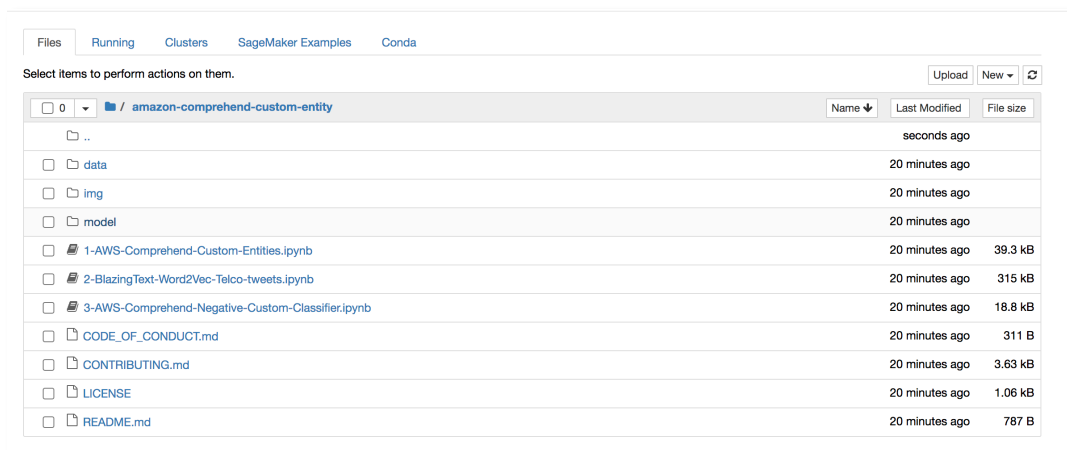 Files Running Clusters SageMaker Examples Conda
Select items to perform actions on them. Upload New
0 / amazon-comprehend-custom-entity Name Last Modified File size
.. seconds ago
data 20 minutes ago
img 20 minutes ago
model 20 minutes ago
1-AWS-Comprehend-Custom-Entities.ipynb 20 minutes ago 39.3 kB
2-BlazingText-Word2Vec-Telco-tweets.ipynb 20 minutes ago 315 kB
3-AWS-Comprehend-Negative-Custom-Classifier.ipynb 20 minutes ago 18.8 kB
CODE_OF_CONDUCT.md 20 minutes ago 311 B
CONTRIBUTING.md 20 minutes ago 3.63 kB
LICENSE 20 minutes ago 1.06 kB
README.md 20 minutes ago 787 B